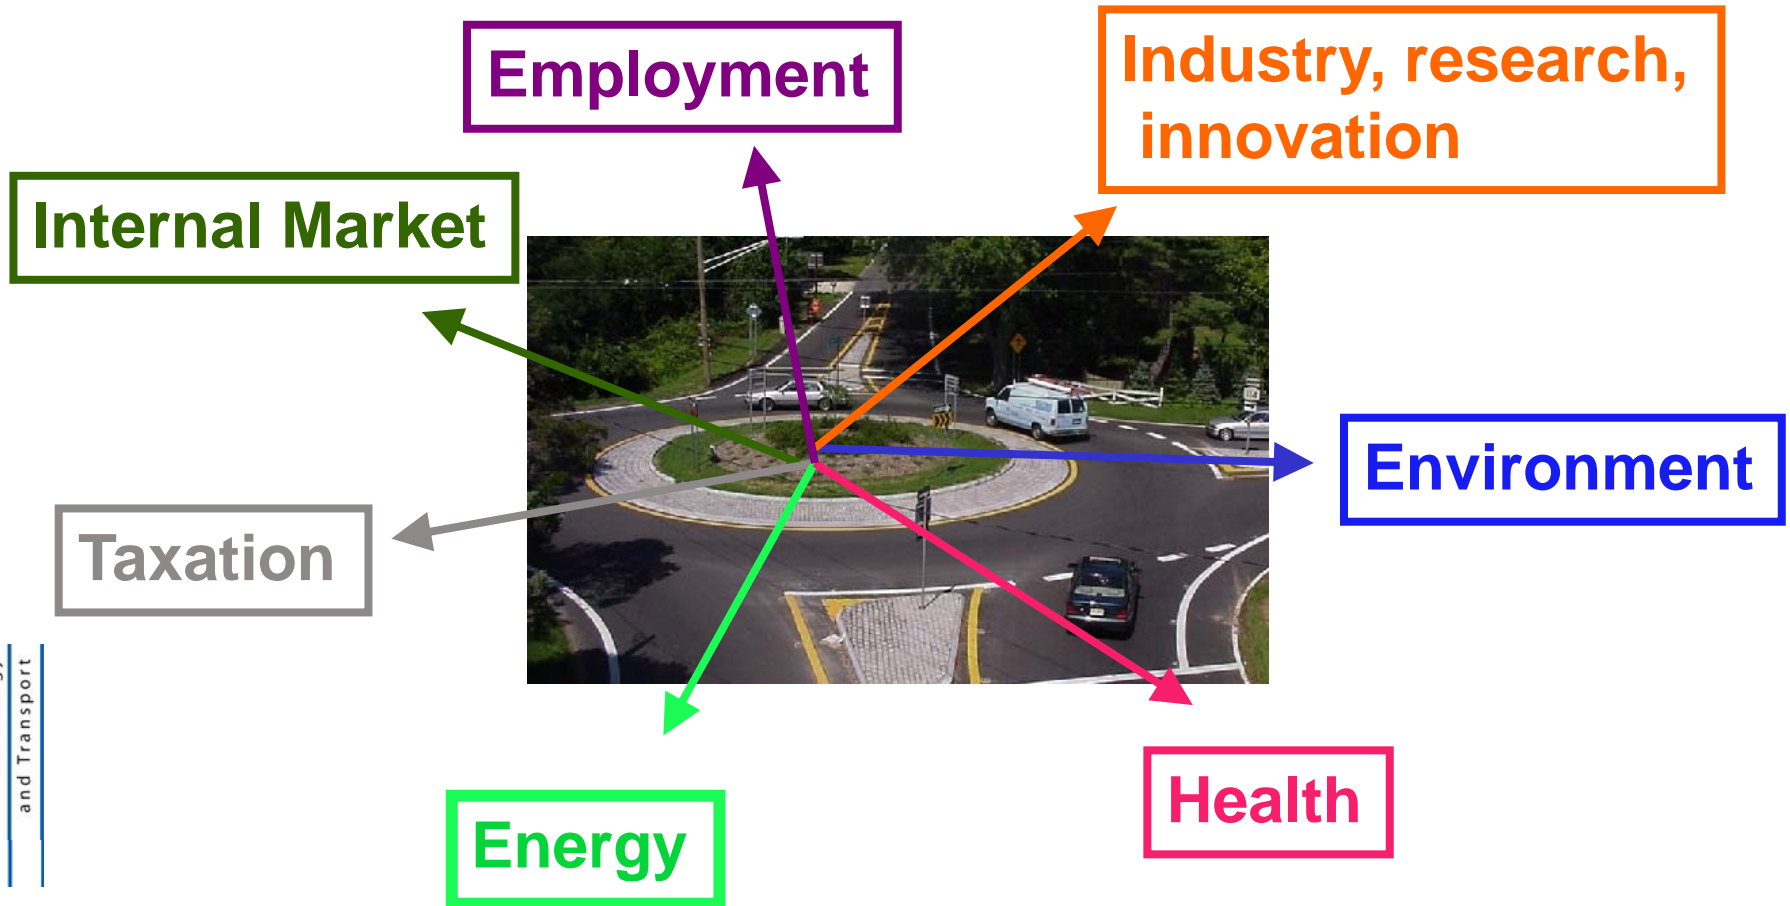 Employment
Industry, research,
innovation
Internal Market
Environment
Taxation
and Transport
Health
Energy